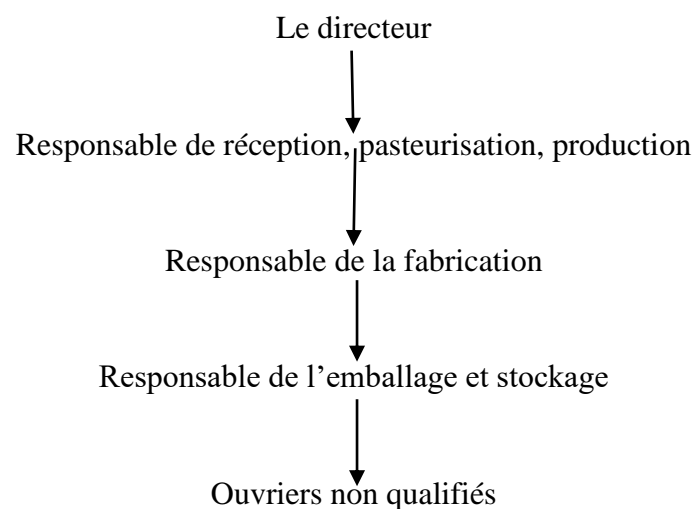 Le directeur
Responsable de réception, pasteurisation, production
Responsable de la fabrication
Responsable de l’emballage et stockage
Ouvriers non qualifiés